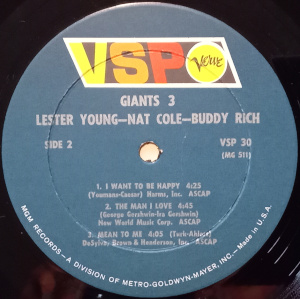 VSP Verve
GIANTS 3
LESTER YOUNG—NAT COLE—BUDDY RICH
SIDE 2
VSP 30
(MG 511)
1. I WANT TO BE HAPPY 4:25
(Youmans-Caesar) Harms, Inc. ASCAP
2. THE MAN I LOVE 4:45
(George Gershwin-Ira Gershwin)
New World Music Corp. ASCAP
3. MEAN TO ME 4:05 (Turk-Ahlert)
DeSylva, Brown & Henderson, Inc. ASCAP
MGM RECORDS—A DIVISION OF METRO-GOLDWYN-MAYER, INC.—Made in U.S.A.